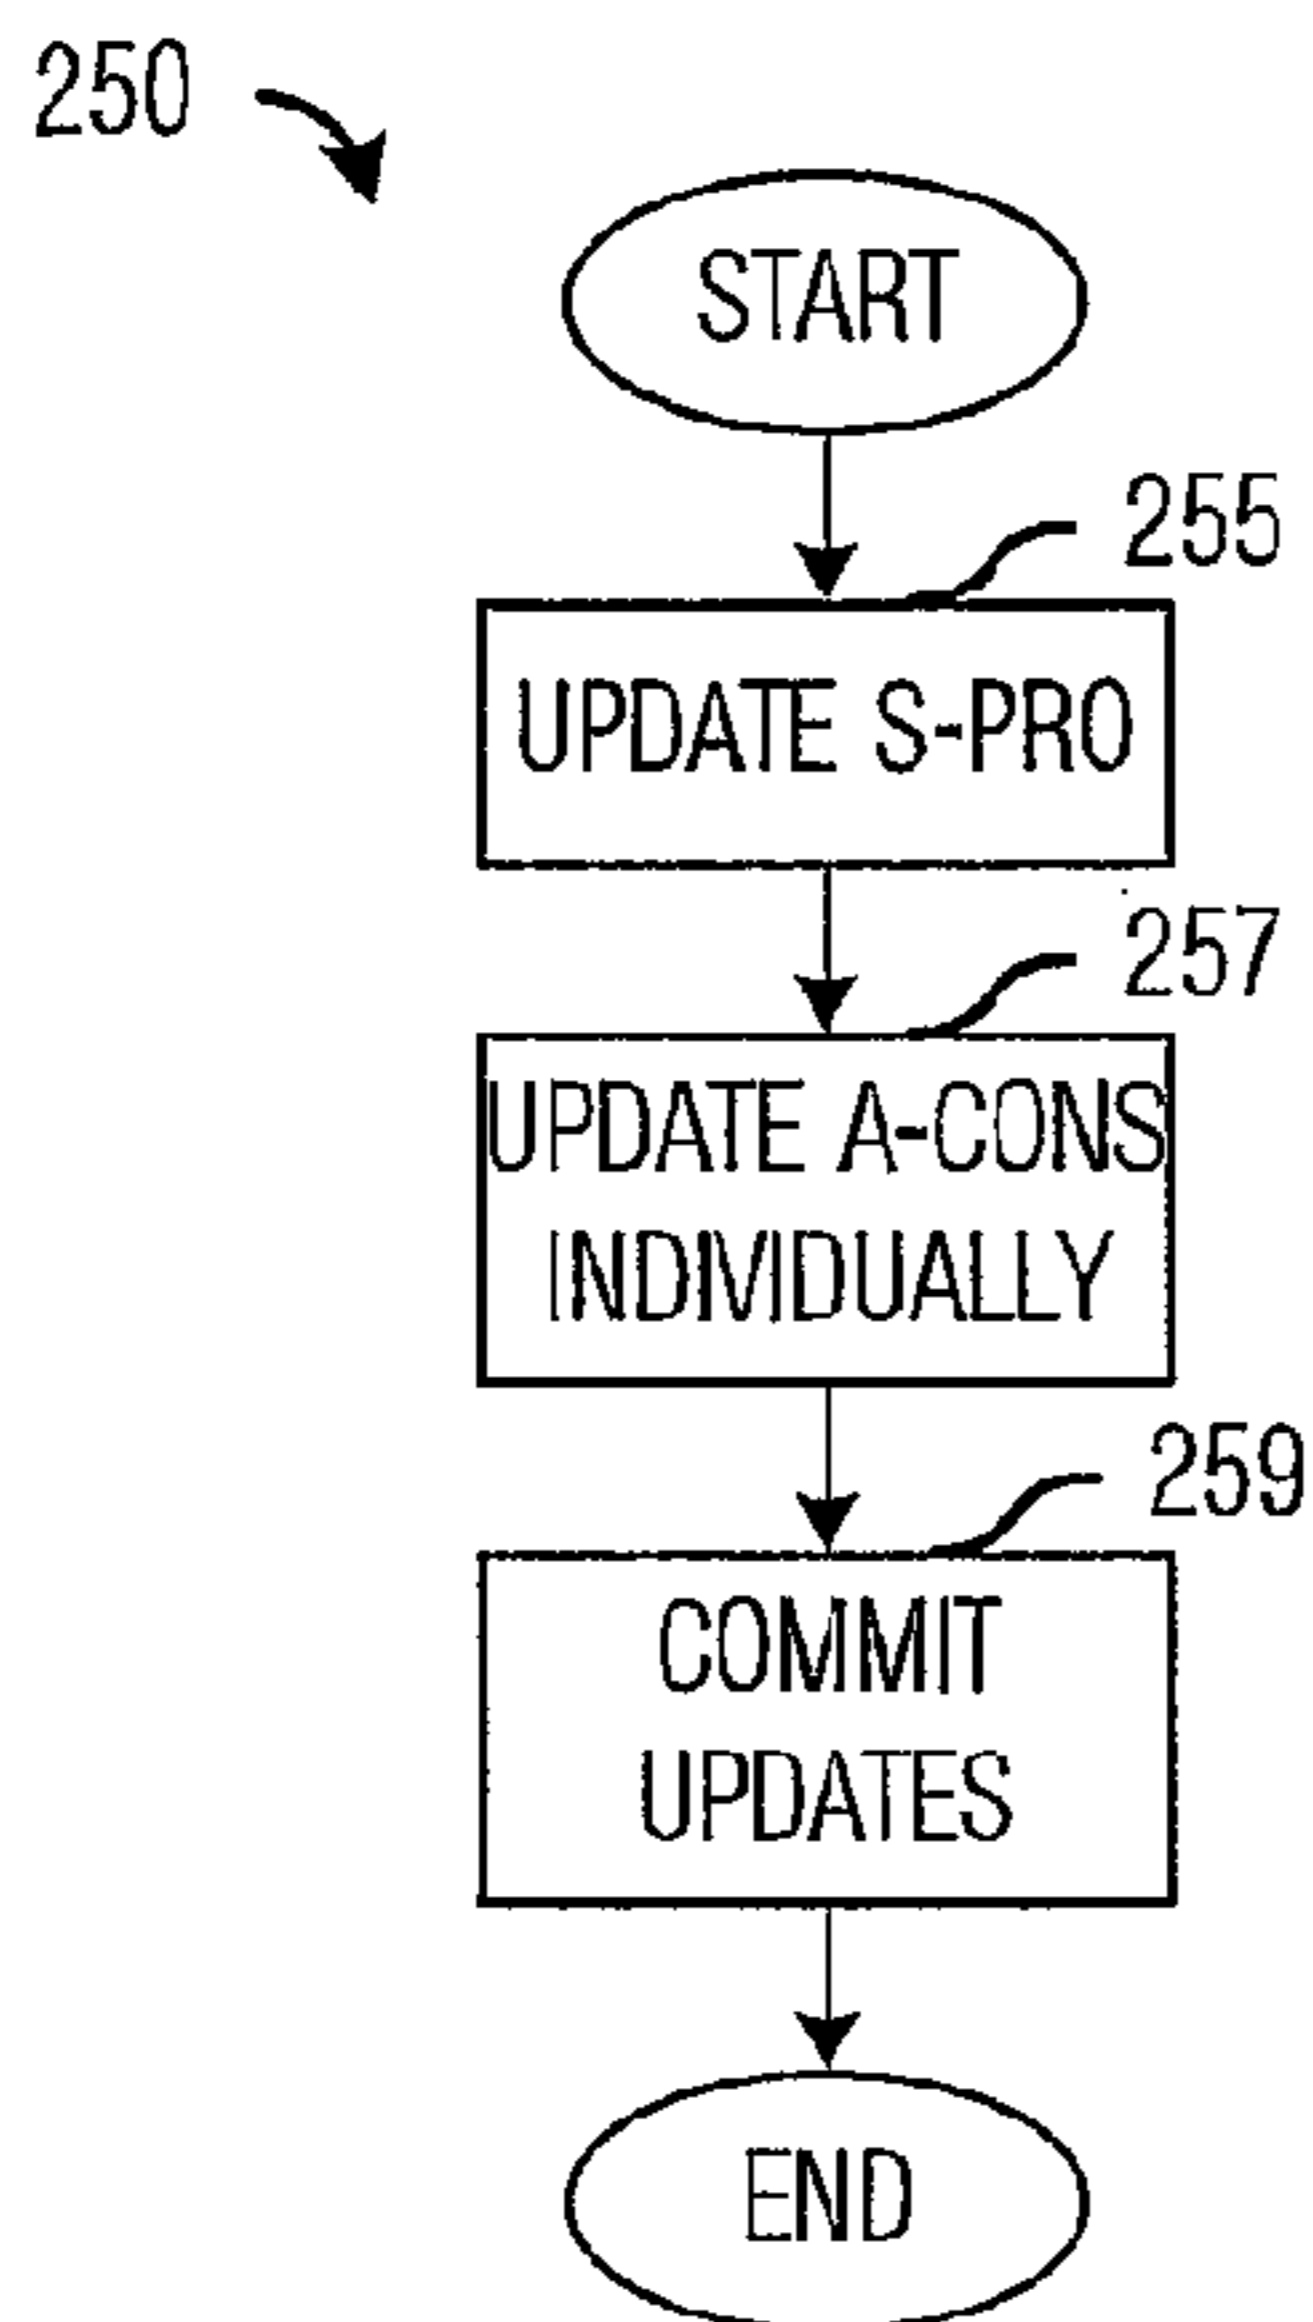 250
START
255
UPDATE S-PRO
257
UPDATE A-CONS
INDIVIDUALLY
259
COMMIT
UPDATES
END